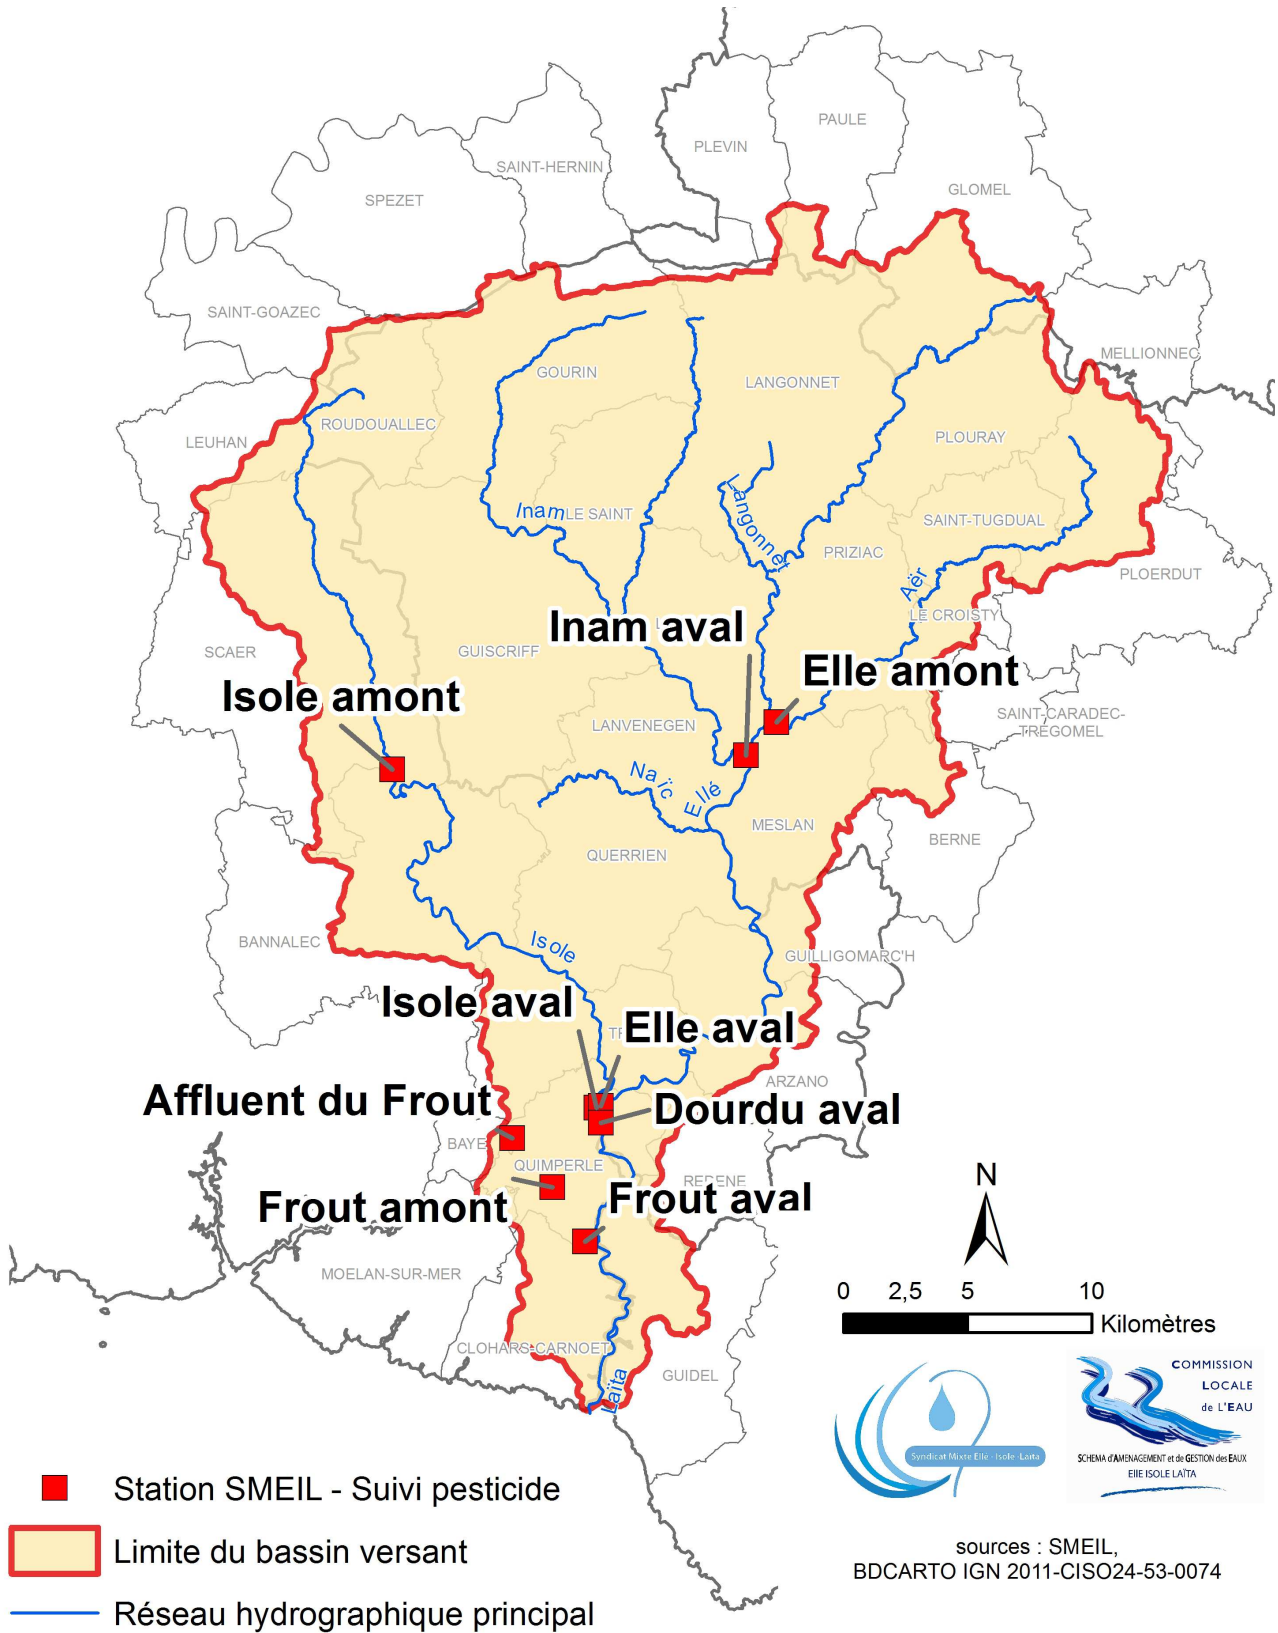 PAULE
PLEVIN
SAINT-HERNIN
GLOMEL
SPEZET
SAINT-GOAZEC
MELLIONNEC
GOURIN
LANGONNET
ROUDOUALLEC
LEUHAN
PLOURAY
Inam
LE SAINT
Langonnet
SAINT-TUGDUAL
PRIZIAC
PLOERDUT
Aër
LE CROISTY
Inam aval
SCAER
GUISCRIFF
Elle amont
Isole amont
LANVENEGEN
SAINT-CARADEC-
TREGOMEL
Naïc
Ellé
MESLAN
BERNE
QUERRIEN
BANNALEC
Isole
GUILLIGOMARC'H
Isole aval
Elle aval
ARZANO
Affluent du Frout
Dourdu aval
BAYE
QUIMPERLE
REDENE
N
Frout amont
Frout aval
MOELAN-SUR-MER
0 2,5 5 10
Kilomètres
CLOHARS-CARNOET
GUIDEL
Laïta
COMMISSION
LOCALE
de L'EAU
Syndicat Mixte Ellé - Isole - Laïta
SCHEMA d'AMENAGEMENT et de GESTION des EAUX
EllE ISOLE LAÏTA
Station SMEIL - Suivi pesticide
Limite du bassin versant
Réseau hydrographique principal
sources : SMEIL,
BDCARTO IGN 2011-CISO24-53-0074